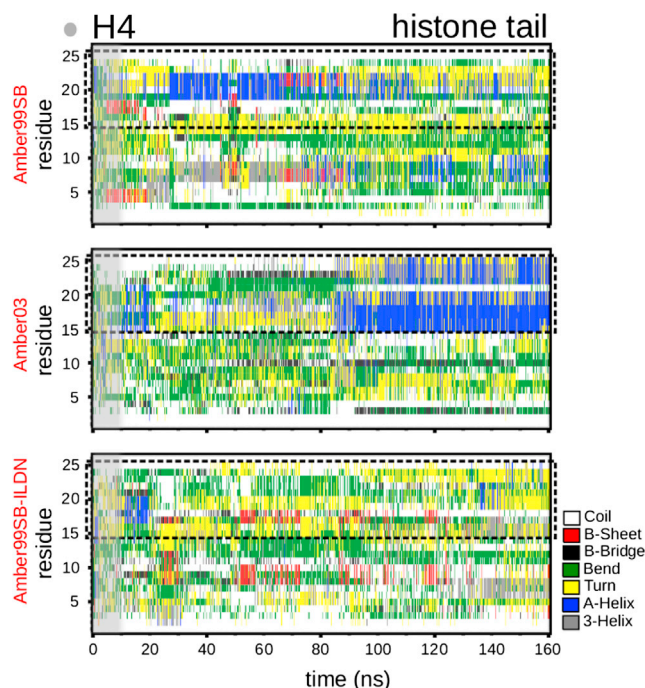 H4 histone tail
Amber99SB
residue
25
20
15
10
5
Amber03
residue
25
20
15
10
5
Amber99SB-ILDN
residue
25
20
15
10
5
0 20 40 60 80 100 120 140 160
time (ns)
Coil
B-Sheet
B-Bridge
Bend
Turn
A-Helix
3-Helix